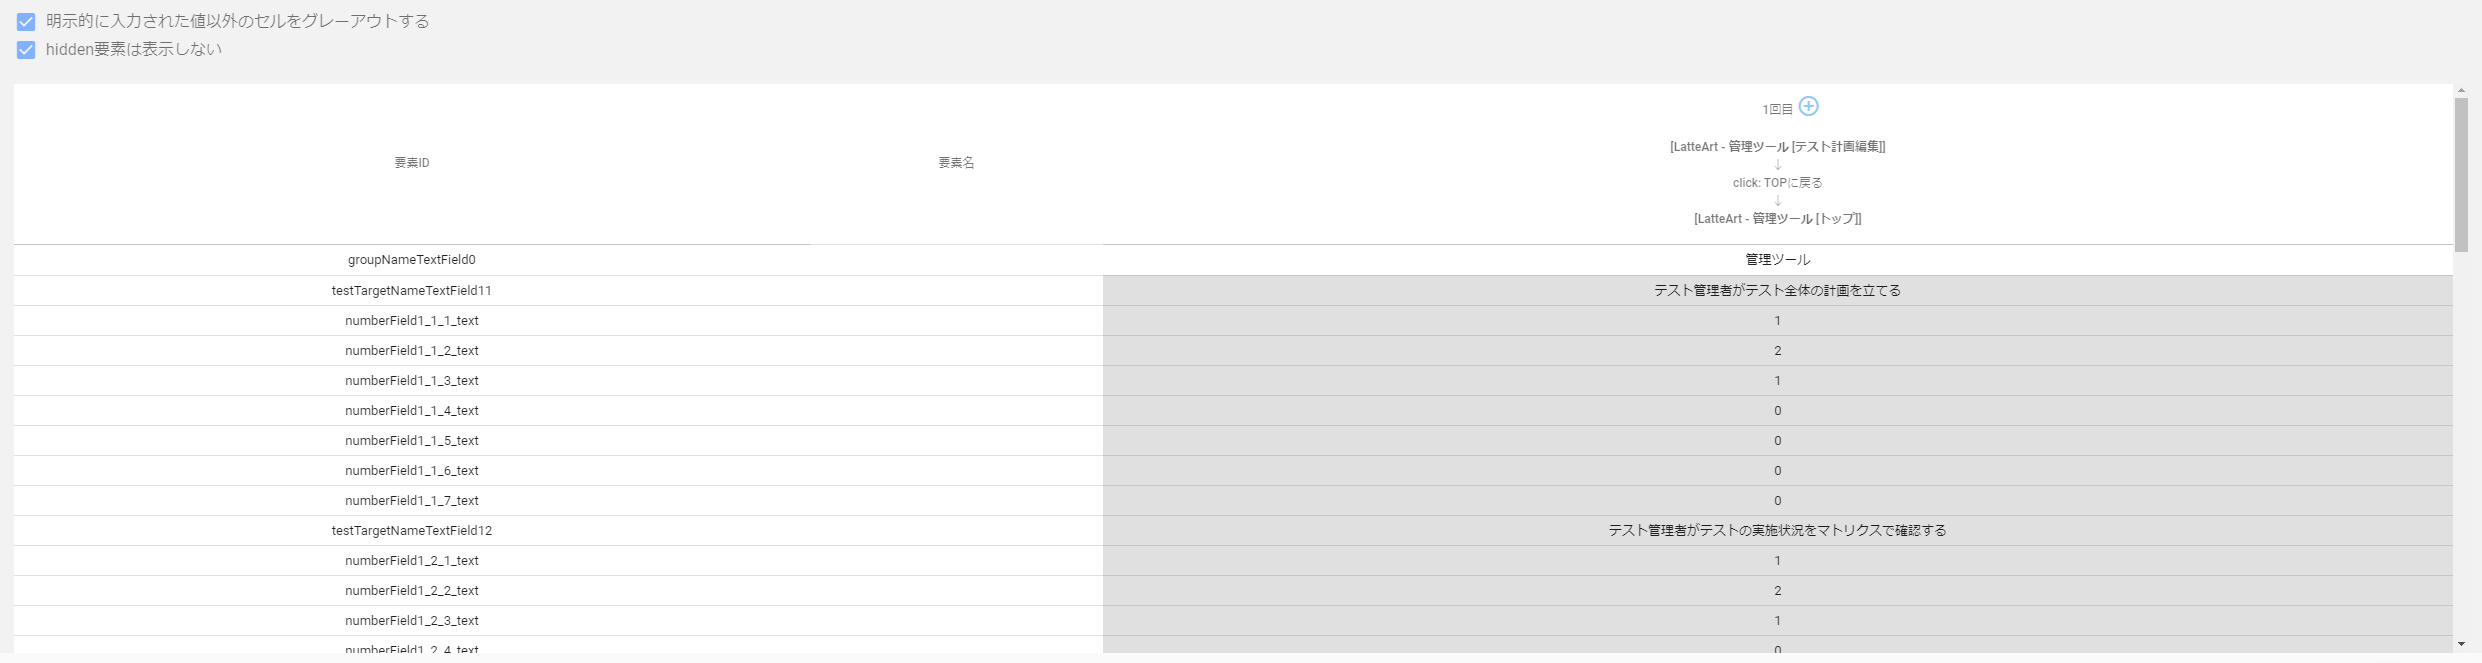 明示的に入力された値以外のセルをグレーアウトする
hidden要素は表示しない
1回目
要素ID 要素名 [LatteArt - 管理ツール [テスト計画編集]]
↓
click: TOPに戻る
↓
[LatteArt - 管理ツール [トップ]]
groupNameTextField0 管理ツール
testTargetNameTextField11 テスト管理者がテスト全体の計画を立てる
numberField1_1_1_text 1
numberField1_1_2_text 2
numberField1_1_3_text 1
numberField1_1_4_text 0
numberField1_1_5_text 0
numberField1_1_6_text 0
numberField1_1_7_text 0
testTargetNameTextField12 テスト管理者がテストの実施状況をマトリクスで確認する
numberField1_2_1_text 1
numberField1_2_2_text 2
numberField1_2_3_text 1
numberField1_2_4_text 0